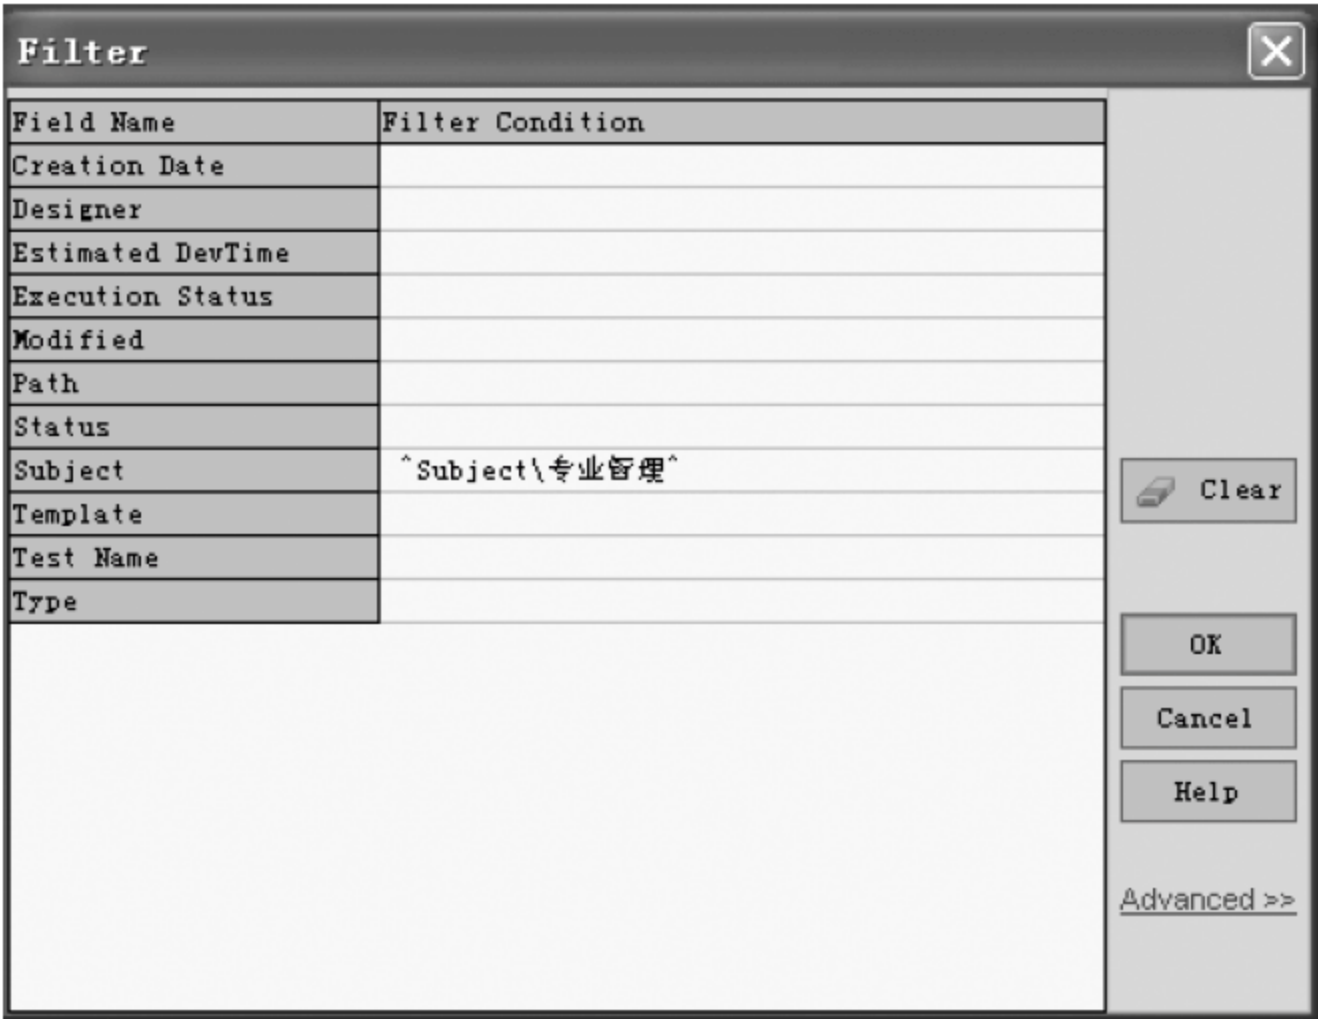 Filter
Field Name Filter Condition
Creation Date
Designer
Estimated DevTime
Execution Status
Modified
Path
Status
Subject ^Subject\专业管理^
Template
Test Name
Type
Clear
OK
Cancel
Help
Advanced >>